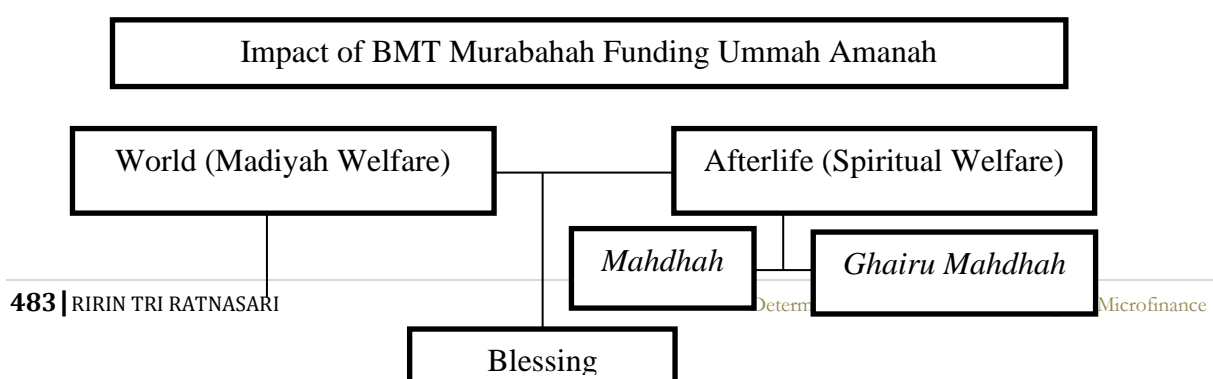 Impact of BMT Murabahah Funding Ummah Amanah
World (Madiyah Welfare)
Afterlife (Spiritual Welfare)
Mahdhah
Ghairu Mahdhah
483|RIRIN TRI RATNASARI
Microfinance
Blessing